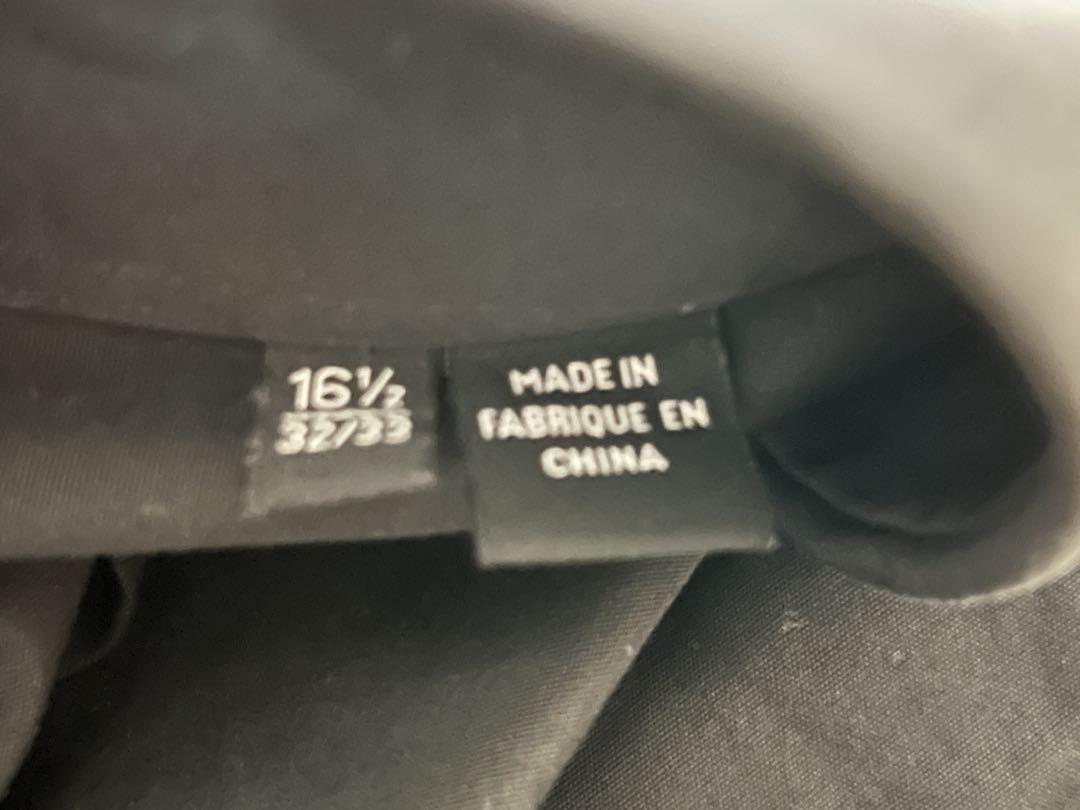 16½
32/33
MADE IN
FABRIQUE EN
CHINA